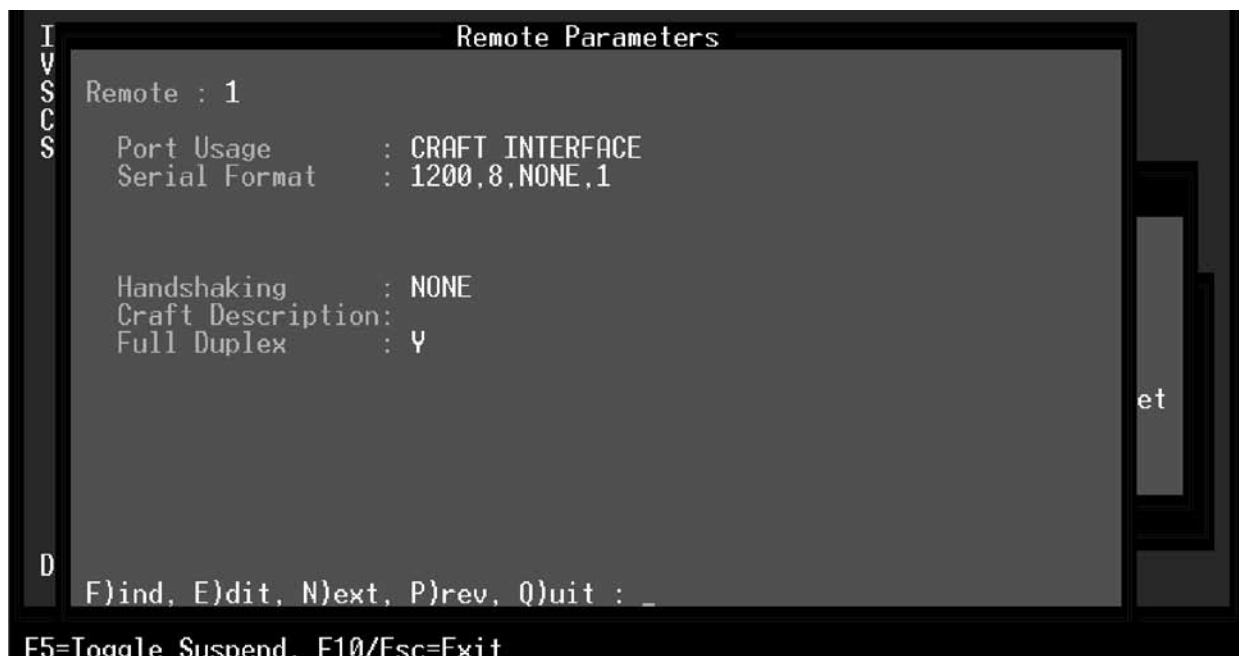 Remote Parameters
I
V
S
C
S
Remote : 1
Port Usage : CRAFT INTERFACE
Serial Format : 1200,8,NONE,1
Handshaking : NONE
Craft Description:
Full Duplex : Y
et
D
F)ind, E)dit, N)ext, P)rev, Q)uit : _
F5=Toggle Suspend, F10/Esc=Exit